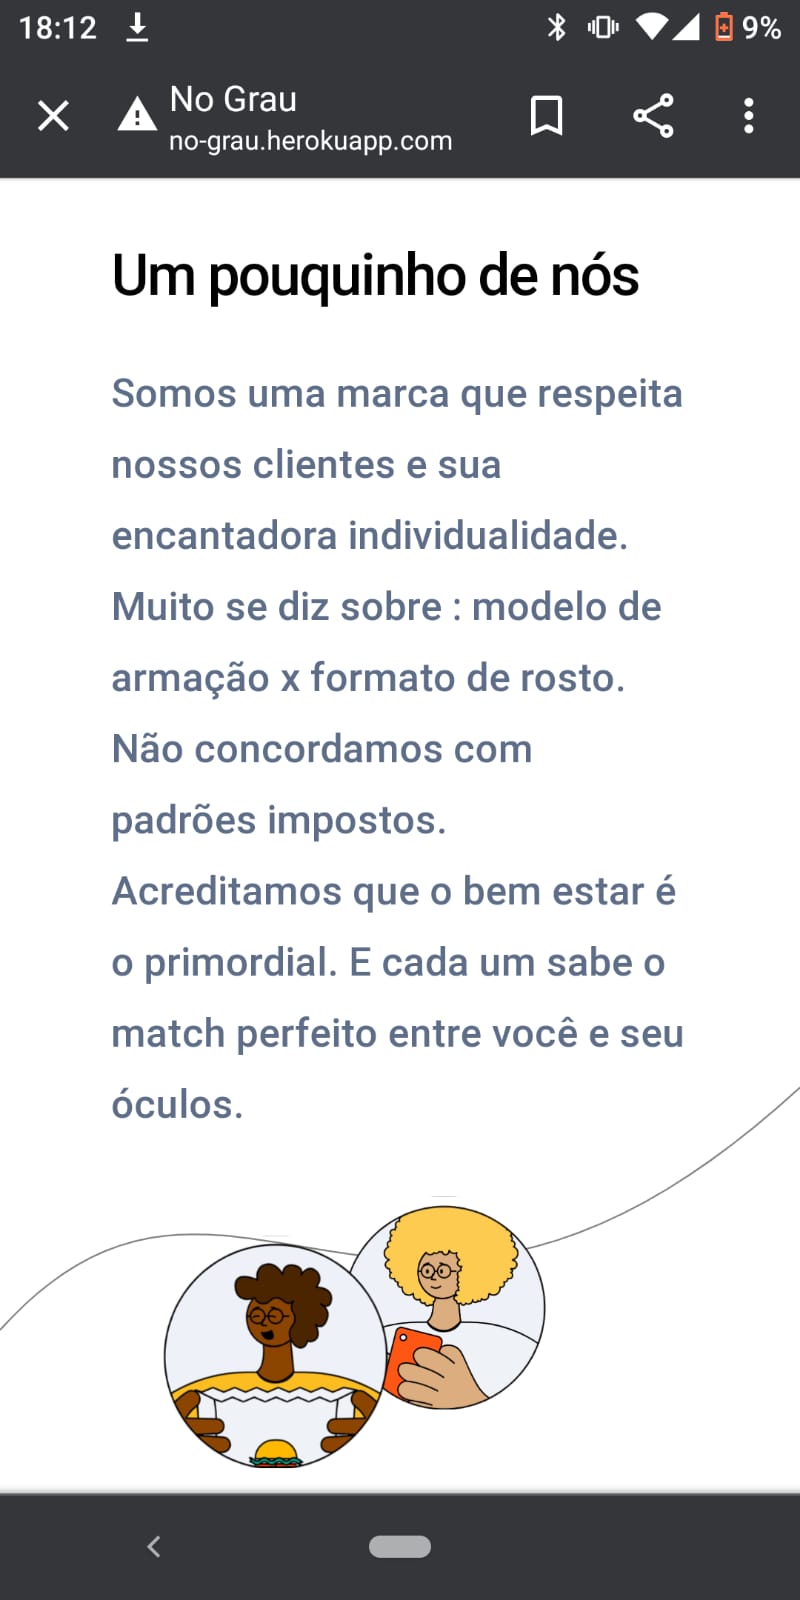 18:12
9%
No Grau
no-grau.herokuapp.com
Um pouquinho de nós
Somos uma marca que respeita
nossos clientes e sua
encantadora individualidade.
Muito se diz sobre : modelo de
armação x formato de rosto.
Não concordamos com
padrões impostos.
Acreditamos que o bem estar é
o primordial. E cada um sabe o
match perfeito entre você e seu
óculos.